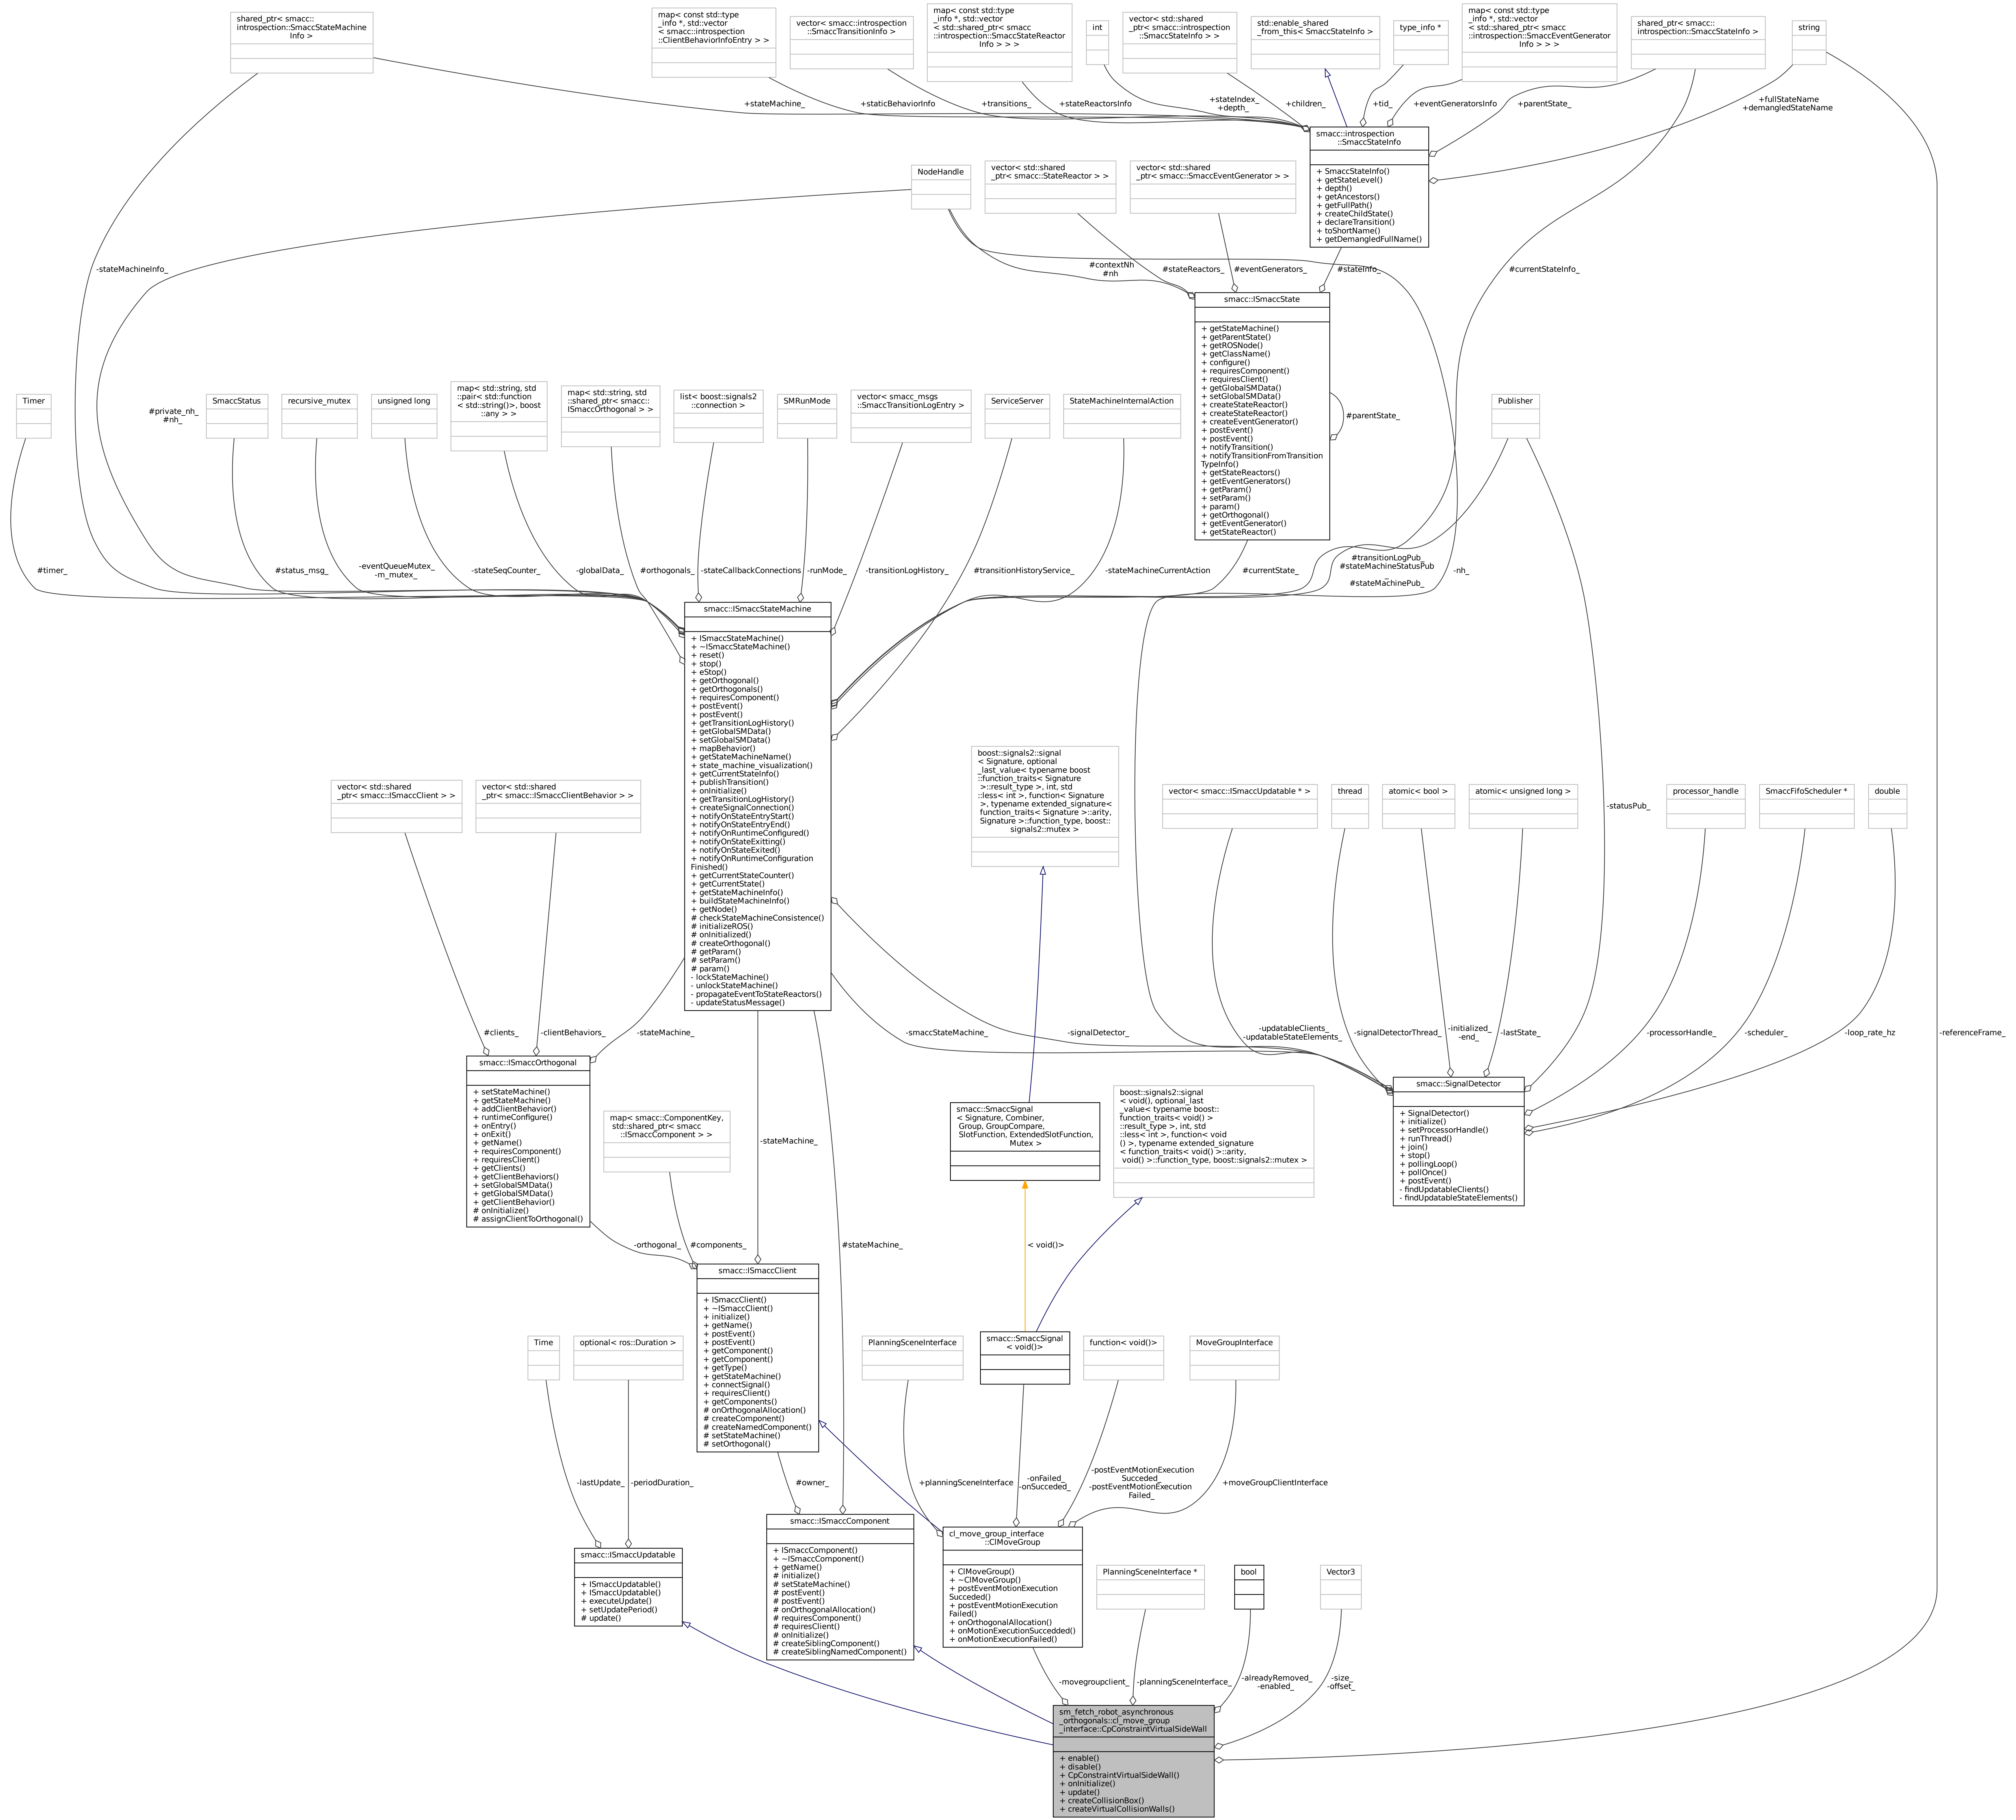 shared_ptr< smacc::
introspection::SmaccStateMachine
Info >
map< const std::type
_info *, std::vector
< smacc::introspection
::ClientBehaviorInfoEntry > >
vector< smacc::introspection
::SmaccTransitionInfo >
map< const std::type
_info *, std::vector
< std::shared_ptr< smacc
::introspection::SmaccStateReactor
Info > > >
int
vector< std::shared
_ptr< smacc::introspection
::SmaccStateInfo > >
std::enable_shared
_from_this< SmaccStateInfo >
type_info *
map< const std::type
_info *, std::vector
< std::shared_ptr< smacc
::introspection::SmaccEventGenerator
Info > > >
shared_ptr< smacc::
introspection::SmaccStateInfo >
string
+stateMachine_
+staticBehaviorInfo
+transitions_
+stateReactorsInfo
+stateIndex_
+depth_
+children_
+tid_
+eventGeneratorsInfo
+parentState_
+fullStateName
+demangledStateName
smacc::introspection
::SmaccStateInfo
+ SmaccStateInfo()
+ getStateLevel()
+ depth()
+ getAncestors()
+ getFullPath()
+ createChildState()
+ declareTransition()
+ toShortName()
+ getDemangledFullName()
NodeHandle
vector< std::shared
_ptr< smacc::StateReactor > >
vector< std::shared
_ptr< smacc::SmaccEventGenerator > >
-stateMachineInfo_
#contextNh
#nh
#stateReactors_
#eventGenerators_
#stateInfo_
#currentStateInfo_
smacc::ISmaccState
+ getStateMachine()
+ getParentState()
+ getROSNode()
+ getClassName()
+ configure()
+ requiresComponent()
+ requiresClient()
+ getGlobalSMData()
+ setGlobalSMData()
+ createStateReactor()
+ createStateReactor()
+ createEventGenerator()
+ postEvent()
+ postEvent()
+ notifyTransition()
+ notifyTransitionFromTransition
TypeInfo()
+ getStateReactors()
+ getEventGenerators()
+ getParam()
+ setParam()
+ param()
+ getOrthogonal()
+ getEventGenerator()
+ getStateReactor()
#parentState_
Timer
#private_nh_
#nh_
SmaccStatus
recursive_mutex
unsigned long
map< std::string, std
::pair< std::function
< std::string()>, boost
::any > >
map< std::string, std
::shared_ptr< smacc::
ISmaccOrthogonal > >
list< boost::signals2
::connection >
SMRunMode
vector< smacc_msgs
::SmaccTransitionLogEntry >
ServiceServer
StateMachineInternalAction
Publisher
#timer_
#status_msg_
-eventQueueMutex_
-m_mutex_
-stateSeqCounter_
-globalData_
#orthogonals_
-stateCallbackConnections
-runMode_
-transitionLogHistory_
#transitionHistoryService_
-stateMachineCurrentAction
#currentState_
#transitionLogPub_
#stateMachineStatusPub
_
#stateMachinePub_
-nh_
smacc::ISmaccStateMachine
+ ISmaccStateMachine()
+ ~ISmaccStateMachine()
+ reset()
+ stop()
+ eStop()
+ getOrthogonal()
+ getOrthogonals()
+ requiresComponent()
+ postEvent()
+ postEvent()
+ getTransitionLogHistory()
+ getGlobalSMData()
+ setGlobalSMData()
+ mapBehavior()
+ getStateMachineName()
+ state_machine_visualization()
+ getCurrentStateInfo()
+ publishTransition()
+ onInitialize()
+ getTransitionLogHistory()
+ createSignalConnection()
+ notifyOnStateEntryStart()
+ notifyOnStateEntryEnd()
+ notifyOnRuntimeConfigured()
+ notifyOnStateExitting()
+ notifyOnStateExited()
+ notifyOnRuntimeConfiguration
Finished()
+ getCurrentStateCounter()
+ getCurrentState()
+ getStateMachineInfo()
+ buildStateMachineInfo()
+ getNode()
# checkStateMachineConsistence()
# initializeROS()
# onInitialized()
# createOrthogonal()
# getParam()
# setParam()
# param()
- lockStateMachine()
- unlockStateMachine()
- propagateEventToStateReactors()
- updateStatusMessage()
boost::signals2::signal
< Signature, optional
_last_value< typename boost
::function_traits< Signature
>::result_type >, int, std
::less< int >, function< Signature
>, typename extended_signature<
function_traits< Signature >::arity,
Signature >::function_type, boost::
signals2::mutex >
vector< std::shared
_ptr< smacc::ISmaccClient > >
vector< std::shared
_ptr< smacc::ISmaccClientBehavior > >
vector< smacc::ISmaccUpdatable * >
thread
atomic< bool >
atomic< unsigned long >
-statusPub_
processor_handle
SmaccFifoScheduler *
double
#clients_
-clientBehaviors_
-stateMachine_
-smaccStateMachine_
-signalDetector_
-updatableClients_
-updatableStateElements_
-signalDetectorThread_
-initialized_
-end_
-lastState_
-processorHandle_
-scheduler_
-loop_rate_hz
-referenceFrame_
smacc::ISmaccOrthogonal
+ setStateMachine()
+ getStateMachine()
+ addClientBehavior()
+ runtimeConfigure()
+ onEntry()
+ onExit()
+ getName()
+ requiresComponent()
+ requiresClient()
+ getClients()
+ getClientBehaviors()
+ setGlobalSMData()
+ getGlobalSMData()
+ getClientBehavior()
# onInitialize()
# assignClientToOrthogonal()
map< smacc::ComponentKey,
std::shared_ptr< smacc
::ISmaccComponent > >
-stateMachine_
smacc::SmaccSignal
< Signature, Combiner,
Group, GroupCompare,
SlotFunction, ExtendedSlotFunction,
Mutex >
boost::signals2::signal
< void(), optional_last
_value< typename boost::
function_traits< void() >
::result_type >, int, std
::less< int >, function< void
() >, typename extended_signature
< function_traits< void() >::arity,
void() >::function_type, boost::signals2::mutex >
smacc::SignalDetector
+ SignalDetector()
+ initialize()
+ setProcessorHandle()
+ runThread()
+ join()
+ stop()
+ pollingLoop()
+ pollOnce()
+ postEvent()
- findUpdatableClients()
- findUpdatableStateElements()
-orthogonal_
#components_
#stateMachine_
< void()>
smacc::ISmaccClient
+ ISmaccClient()
+ ~ISmaccClient()
+ initialize()
+ getName()
+ postEvent()
+ postEvent()
+ getComponent()
+ getComponent()
+ getType()
+ getStateMachine()
+ connectSignal()
+ requiresClient()
+ getComponents()
# onOrthogonalAllocation()
# createComponent()
# createNamedComponent()
# setStateMachine()
# setOrthogonal()
Time
optional< ros::Duration >
PlanningSceneInterface
smacc::SmaccSignal
< void()>
function< void()>
MoveGroupInterface
-lastUpdate_
-periodDuration_
#owner_
+planningSceneInterface
-onFailed_
-onSucceded_
-postEventMotionExecution
Succeded_
-postEventMotionExecution
Failed_
+moveGroupClientInterface
smacc::ISmaccUpdatable
+ ISmaccUpdatable()
+ ISmaccUpdatable()
+ executeUpdate()
+ setUpdatePeriod()
# update()
smacc::ISmaccComponent
+ ISmaccComponent()
+ ~ISmaccComponent()
+ getName()
# initialize()
# setStateMachine()
# postEvent()
# postEvent()
# onOrthogonalAllocation()
# requiresComponent()
# requiresClient()
# onInitialize()
# createSiblingComponent()
# createSiblingNamedComponent()
cl_move_group_interface
::ClMoveGroup
+ ClMoveGroup()
+ ~ClMoveGroup()
+ postEventMotionExecution
Succeded()
+ postEventMotionExecution
Failed()
+ onOrthogonalAllocation()
+ onMotionExecutionSuccedded()
+ onMotionExecutionFailed()
PlanningSceneInterface *
bool
Vector3
-movegroupclient_
-planningSceneInterface_
-alreadyRemoved_
-enabled_
-size_
-offset_
sm_fetch_robot_asynchronous
_orthogonals::cl_move_group
_interface::CpConstraintVirtualSideWall
+ enable()
+ disable()
+ CpConstraintVirtualSideWall()
+ onInitialize()
+ update()
+ createCollisionBox()
+ createVirtualCollisionWalls()